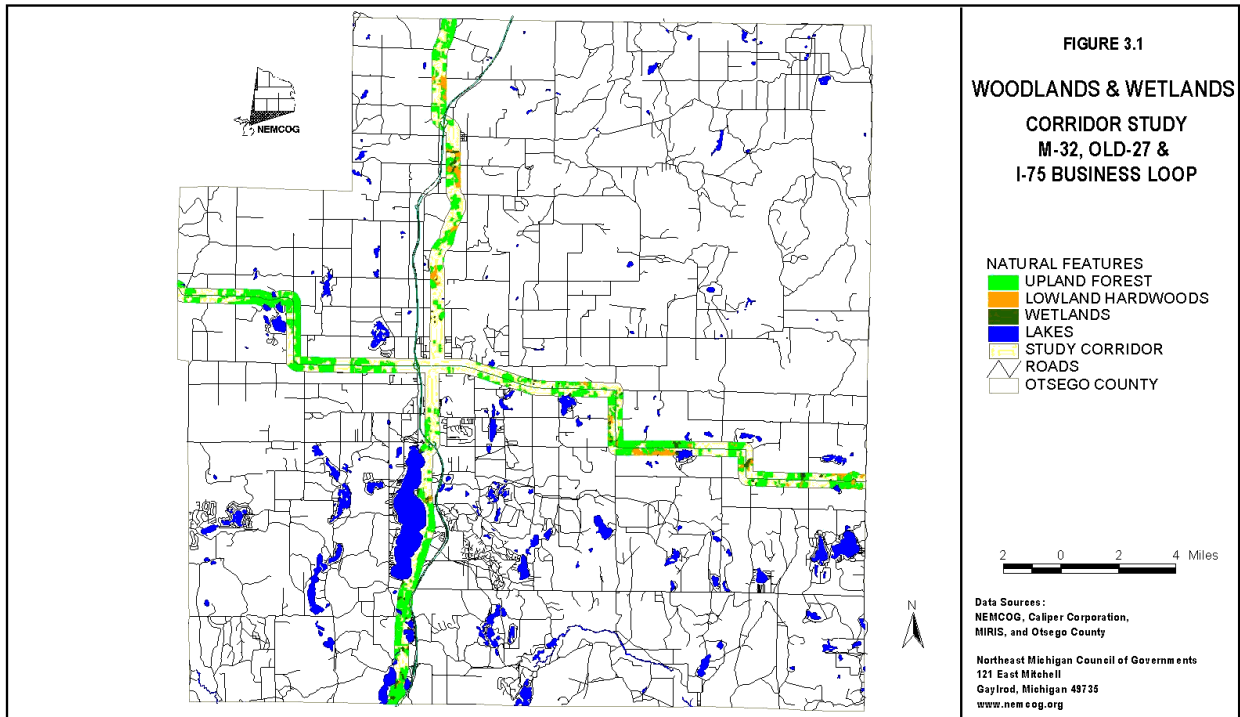 NEMCOG
N
FIGURE 3.1
WOODLANDS & WETLANDS
CORRIDOR STUDY
M-32, OLD-27 &
I-75 BUSINESS LOOP
NATURAL FEATURES
UPLAND FOREST
LOWLAND HARDWOODS
WETLANDS
LAKES
STUDY CORRIDOR
ROADS
OTSEGO COUNTY
2 0 2 4 Miles
Data Sources:
NEMCOG, Caliper Corporation,
MIRIS, and Otsego County
Northeast Michigan Council of Governments
121 East Mitchell
Gaylrod, Michigan 49735
www.nemcog.org